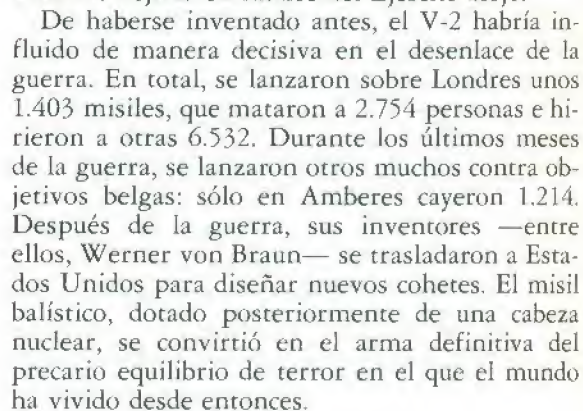 De haberse inventado antes, el V-2 habría in-
fluido de manera decisiva en el desenlace de la
guerra. En total, se lanzaron sobre Londres unos
1.403 misiles, que mataron a 2.754 personas e hi-
rieron a otras 6.532. Durante los últimos meses
de la guerra, se lanzaron otros muchos contra ob-
jetivos belgas: sólo en Amberes cayeron 1.214.
Después de la guerra, sus inventores —entre
ellos, Werner von Braun— se trasladaron a Esta-
dos Unidos para diseñar nuevos cohetes. El misil
balístico, dotado posteriormente de una cabeza
nuclear, se convirtió en el arma definitiva del
precario equilibrio de terror en el que el mundo
ha vivido desde entonces.